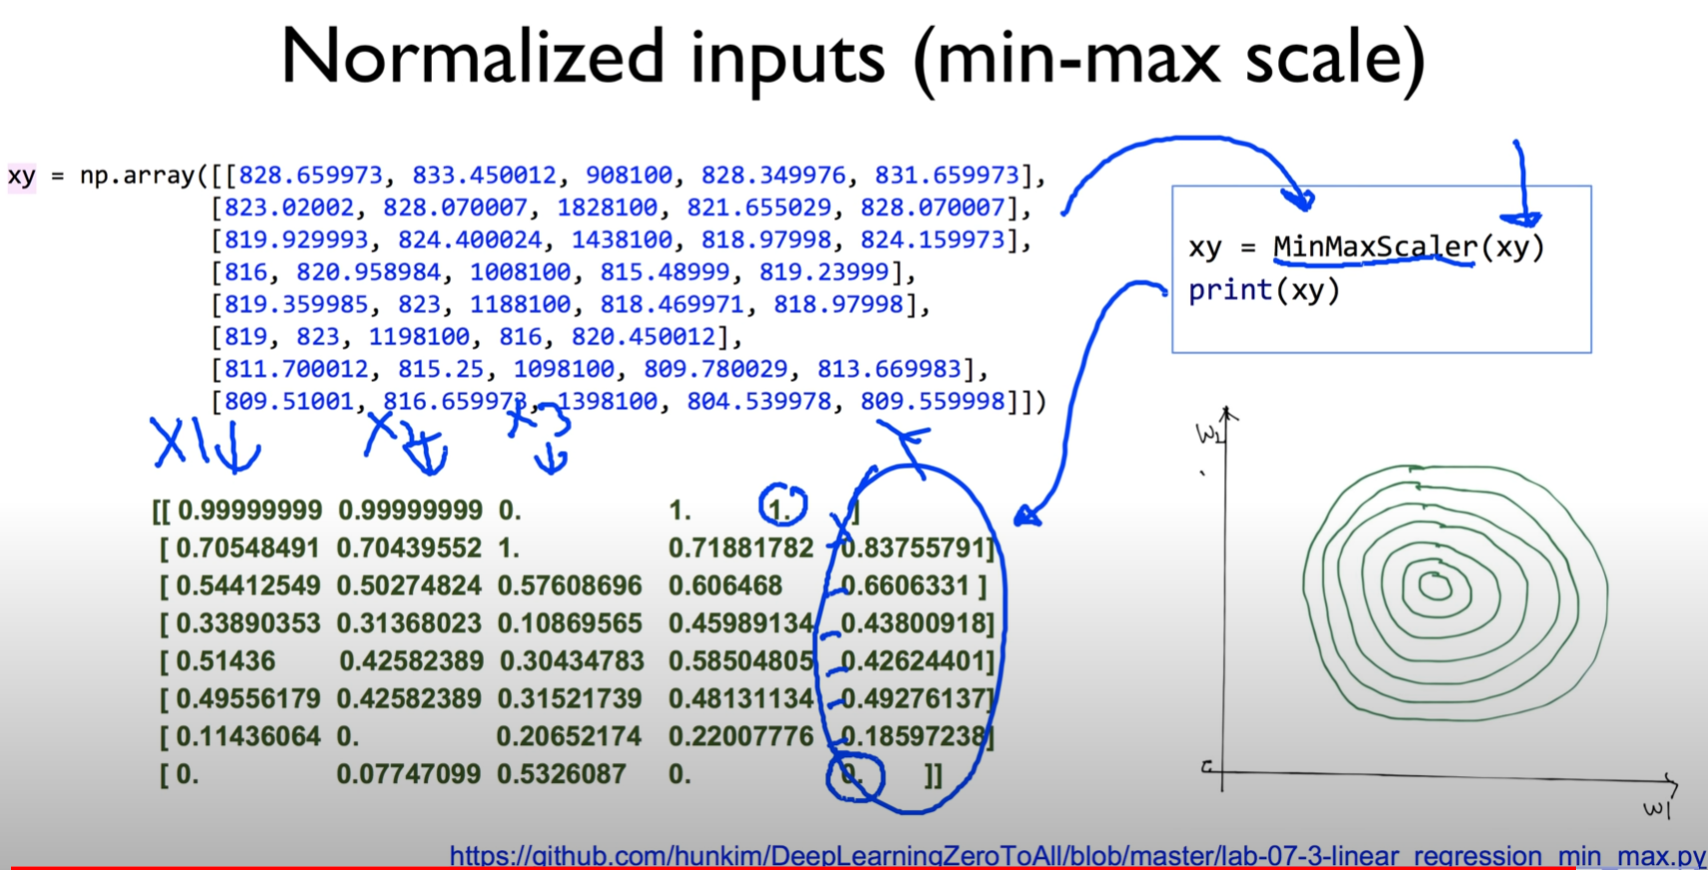 Normalized inputs (min-max scale)
xy = np.array([[828.659973, 833.450012, 908100, 828.349976, 831.659973],
[823.02002, 828.070007, 1828100, 821.655029, 828.070007],
[819.929993, 824.400024, 1438100, 818.97998, 824.159973],
[816, 820.958984, 1008100, 815.48999, 819.23999],
[819.359985, 823, 1188100, 818.469971, 818.97998],
[819, 823, 1198100, 816, 820.450012],
[811.700012, 815.25, 1098100, 809.780029, 813.669983],
[809.51001, 816.659973, 1398100, 804.539978, 809.559998]])
xy = MinMaxScaler(xy)
print(xy)
X1 X2 X3 Y
[[ 0.99999999 0.99999999 0. 1. 1. ]
[ 0.70548491 0.70439552 1. 0.71881782 0.83755791]
[ 0.54412549 0.50274824 0.57608696 0.606468 0.6606331 ]
[ 0.33890353 0.31368023 0.10869565 0.45989134 0.43800918]
[ 0.51436 0.42582389 0.30434783 0.58504805 0.42624401]
[ 0.49556179 0.42582389 0.31521739 0.48131134 0.49276137]
[ 0.11436064 0. 0.20652174 0.22007776 0.18597238]
[ 0. 0.07747099 0.5326087 0. 0. ]]
W2
W1
https://github.com/hunkim/DeepLearningZeroToAll/blob/master/lab-07-3-linear_regression_min_max.py